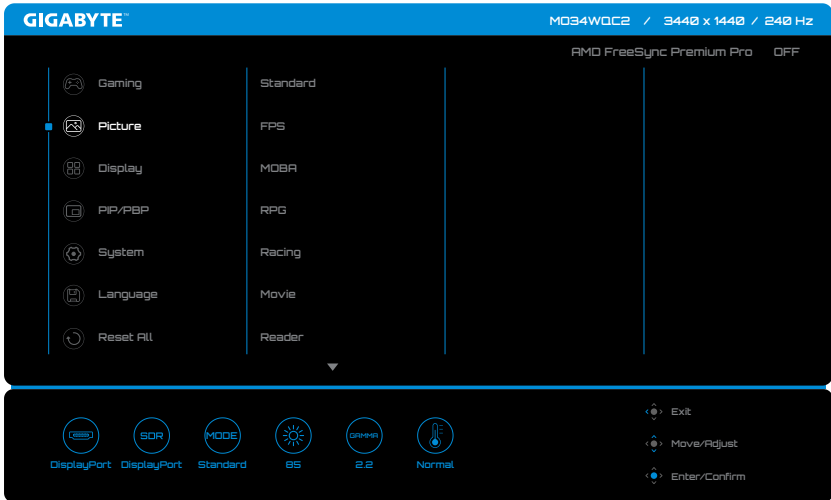 GIGABYTE™
MO34WQC2 / 3440 x 1440 / 240 Hz
AMD FreeSync Premium Pro OFF
Gaming
Picture
Display
PIP/PBP
System
Language
Reset All
Standard
FPS
MOBA
RPG
Racing
Movie
Reader
SDR
MODE
GAMMA
DisplayPort
DisplayPort
Standard
85
2.2
Normal
Exit
Move/Adjust
Enter/Confirm